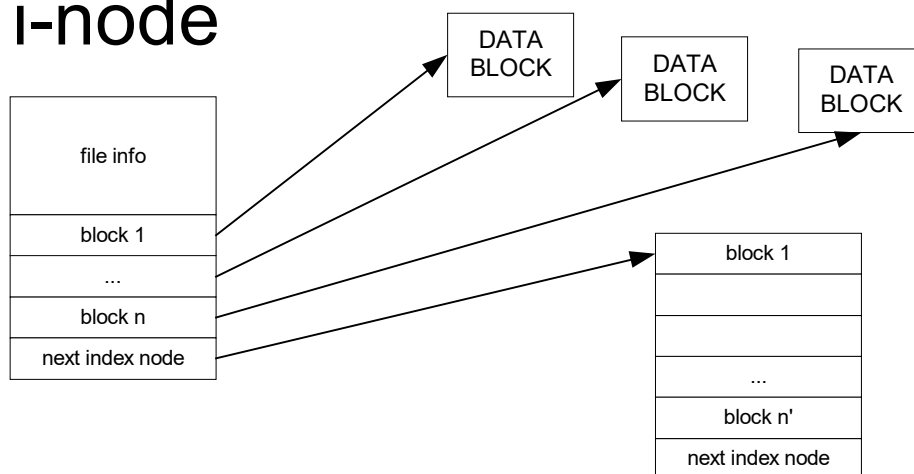 i-node
DATA
BLOCK
DATA
BLOCK
DATA
BLOCK
file info
block 1
...
block n
next index node
block 1
...
block n'
next index node